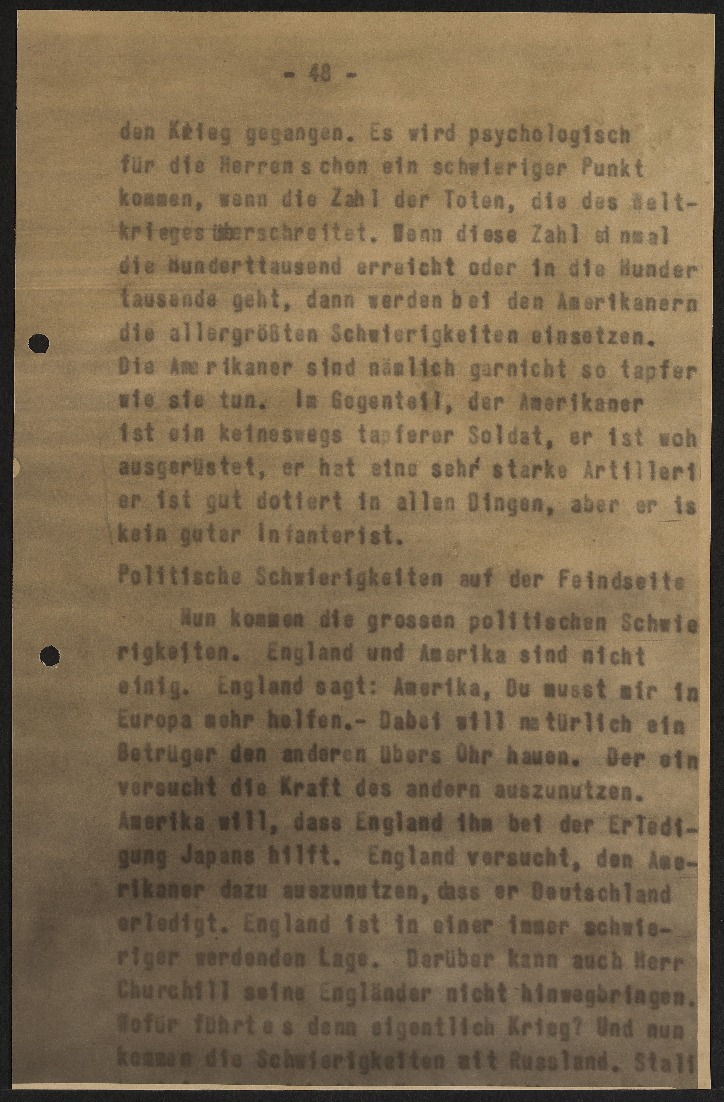 - 48 -
den Krieg gegangen. Es wird psychologisch
für die Herren schon ein schwieriger Punkt
kommen, wenn die Zahl der Toten, die des Welt-
krieges überschreitet. Wenn diese Zahl einmal
die Hunderttausend erreicht oder in die Hunder
tausende geht, dann werden bei den Amerikanern
die allergrößten Schwierigkeiten einsetzen.
Die Amerikaner sind nämlich garnicht so tapfer
wie sie tun. Im Gegenteil, der Amerikaner
ist ein keineswegs tapferer Soldat, er ist woh
ausgerüstet, er hat eine sehr starke Artilleri
er ist gut dotiert in allen Dingen, aber er is
kein guter Infanterist.
Politische Schwierigkeiten auf der Feindseite
Nun kommen die grossen politischen Schwie
rigkeiten. England und Amerika sind nicht
einig. England sagt: Amerika, Du musst mir in
Europa mehr helfen.- Dabei will natürlich ein
Betrüger den anderen übers Ohr hauen. Der ein
versucht die Kraft des andern auszunutzen.
Amerika will, dass England ihm bei der Erledi-
gung Japans hilft. England versucht, den Ame-
rikaner dazu auszunutzen, dass er Deutschland
erledigt. England ist in einer immer schwie-
riger werdenden Lage. Darüber kann auch Herr
Churchill seine Engländer nicht hinwegbringen.
Wofür führt es denn eigentlich Krieg? Und nun
kommen die Schwierigkeiten mit Russland. Stali